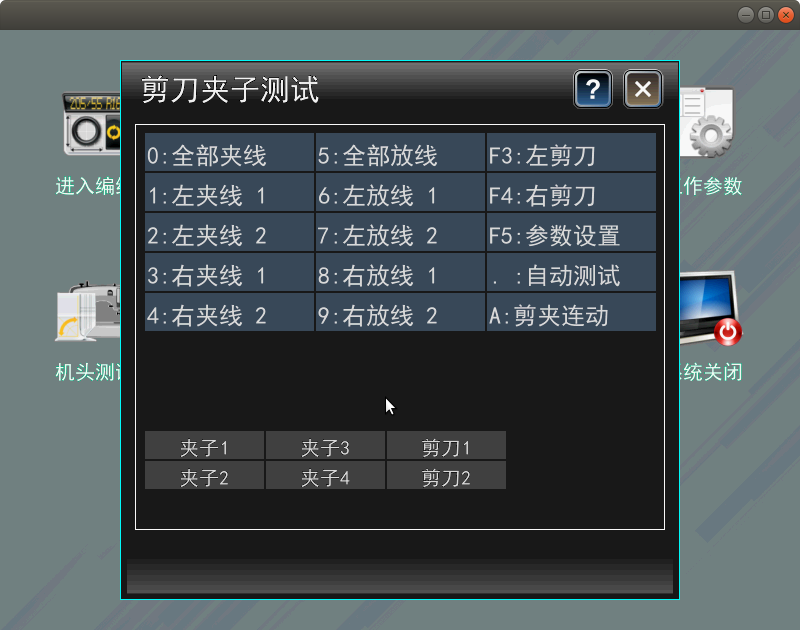 剪刀夹子测试
?
0:全部夹线 5:全部放线 F3:左剪刀
1:左夹线 1 6:左放线 1 F4:右剪刀
2:左夹线 2 7:左放线 2 F5:参数设置
3:右夹线 1 8:右放线 1 . :自动测试
4:右夹线 2 9:右放线 2 A:剪夹连动
夹子1 夹子3 剪刀1
夹子2 夹子4 剪刀2
205/55 R16
进入编
作参数
机头测
统关闭